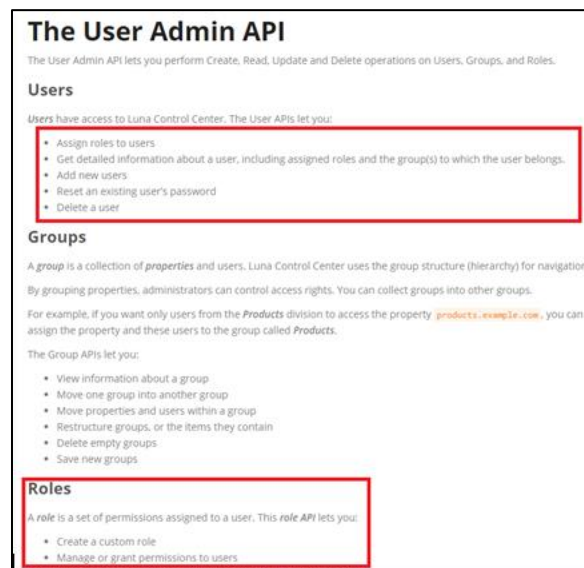 The User Admin API
The User Admin API lets you perform Create, Read, Update and Delete operations on Users, Groups, and Roles.
Users
Users have access to Luna Control Center. The User APIs let you:
• Assign roles to users
• Get detailed information about a user, including assigned roles and the group(s) to which the user belongs.
• Add new users
• Reset an existing user's password
• Delete a user
Groups
A group is a collection of properties and users. Luna Control Center uses the group structure (hierarchy) for navigation
By grouping properties, administrators can control access rights. You can collect groups into other groups.
For example, if you want only users from the Products division to access the property products.example.com, you can
assign the property and these users to the group called Products.
The Group APIs let you:
• View information about a group
• Move one group into another group
• Move properties and users within a group
• Restructure groups, or the items they contain
• Delete empty groups
• Save new groups
Roles
A role is a set of permissions assigned to a user. This role API lets you:
• Create a custom role
• Manage or grant permissions to users